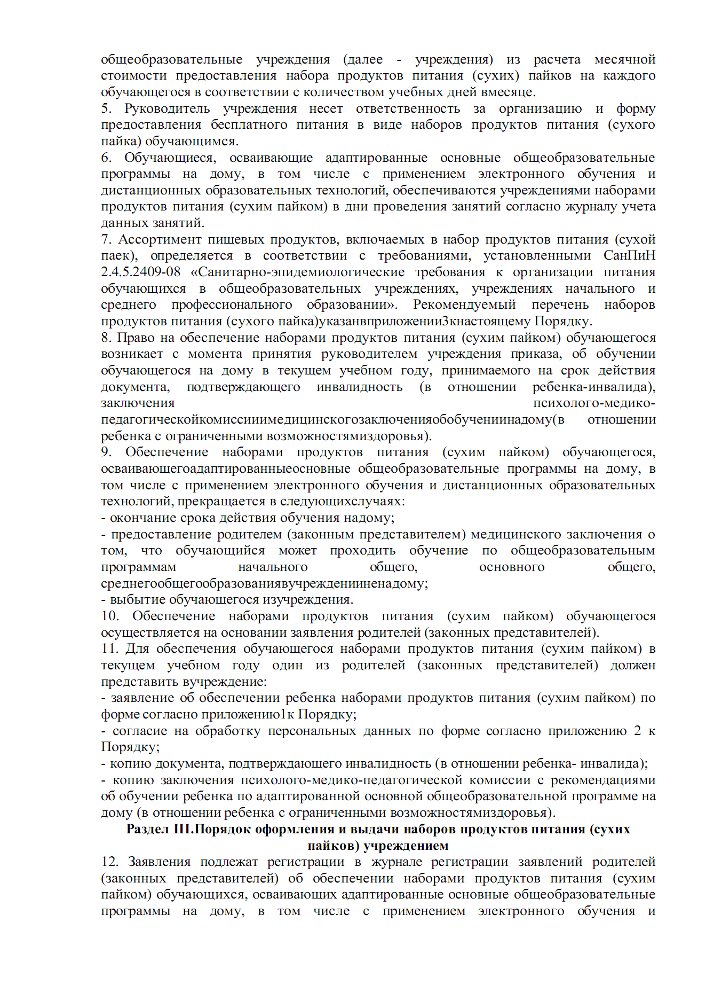 общеобразовательные учреждения (далее - учреждения) из расчета месячной
стоимости предоставления набора продуктов питания (сухих) пайков на каждого
обучающегося в соответствии с количеством учебных дней вмесяце.
5. Руководитель учреждения несет ответственность за организацию и форму
предоставления бесплатного питания в виде наборов продуктов питания (сухого
пайка) обучающимся.
6. Обучающиеся, осваивающие адаптированные основные общеобразовательные
программы на дому, в том числе с применением электронного обучения и
дистанционных образовательных технологий, обеспечиваются учреждениями наборами
продуктов питания (сухим пайком) в дни проведения занятий согласно журналу учета
данных занятий.
7. Ассортимент пищевых продуктов, включаемых в набор продуктов питания (сухой
паек), определяется в соответствии с требованиями, установленными СанПиН
2.4.5.2409-08 «Санитарно-эпидемиологические требования к организации питания
обучающихся в общеобразовательных учреждениях, учреждениях начального и
среднего профессионального образовании». Рекомендуемый перечень наборов
продуктов питания (сухого пайка)указанвприложении3кнастоящему Порядку.
8. Право на обеспечение наборами продуктов питания (сухим пайком) обучающегося
возникает с момента принятия руководителем учреждения приказа, об обучении
обучающегося на дому в текущем учебном году, принимаемого на срок действия
документа, подтверждающего инвалидность (в отношении ребенка-инвалида),
заключения психолого-медико-
педагогическойкомиссииимедицинскогозаключенияобобучениинадому(в отношении
ребенка с ограниченными возможностямиздоровья).
9. Обеспечение наборами продуктов питания (сухим пайком) обучающегося,
осваивающегоадаптированныеосновные общеобразовательные программы на дому, в
том числе с применением электронного обучения и дистанционных образовательных
технологий, прекращается в следующихслучаях:
- окончание срока действия обучения надому;
- предоставление родителем (законным представителем) медицинского заключения о
том, что обучающийся может проходить обучение по общеобразовательным
программам начального общего, основного общего,
среднегообщегообразованиявучреждениининенадому;
- выбытие обучающегося изучреждения.
10. Обеспечение наборами продуктов питания (сухим пайком) обучающегося
осуществляется на основании заявления родителей (законных представителей).
11. Для обеспечения обучающегося наборами продуктов питания (сухим пайком) в
текущем учебном году один из родителей (законных представителей) должен
представить вучреждение:
- заявление об обеспечении ребенка наборами продуктов питания (сухим пайком) по
форме согласно приложению1к Порядку;
- согласие на обработку персональных данных по форме согласно приложению 2 к
Порядку;
- копию документа, подтверждающего инвалидность (в отношении ребенка- инвалида);
- копию заключения психолого-медико-педагогической комиссии с рекомендациями
об обучении ребенка по адаптированной основной общеобразовательной программе на
дому (в отношении ребенка с ограниченными возможностямиздоровья).
Раздел III.Порядок оформления и выдачи наборов продуктов питания (сухих
пайков) учреждением
12. Заявления подлежат регистрации в журнале регистрации заявлений родителей
(законных представителей) об обеспечении наборами продуктов питания (сухим
пайком) обучающихся, осваивающих адаптированные основные общеобразовательные
программы на дому, в том числе с применением электронного обучения и